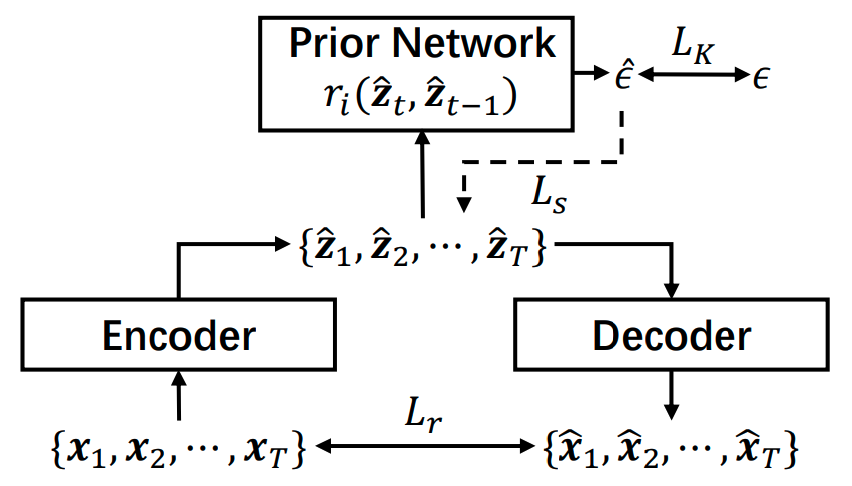 Prior Network
r_i(ẑ_t, ẑ_{t−1})
ϵ̂
L_K
ϵ
L_s
{ẑ_1, ẑ_2, ⋯, ẑ_T}
Encoder
Decoder
L_r
{x_1, x_2, ⋯, x_T}
{x̂_1, x̂_2, ⋯, x̂_T}